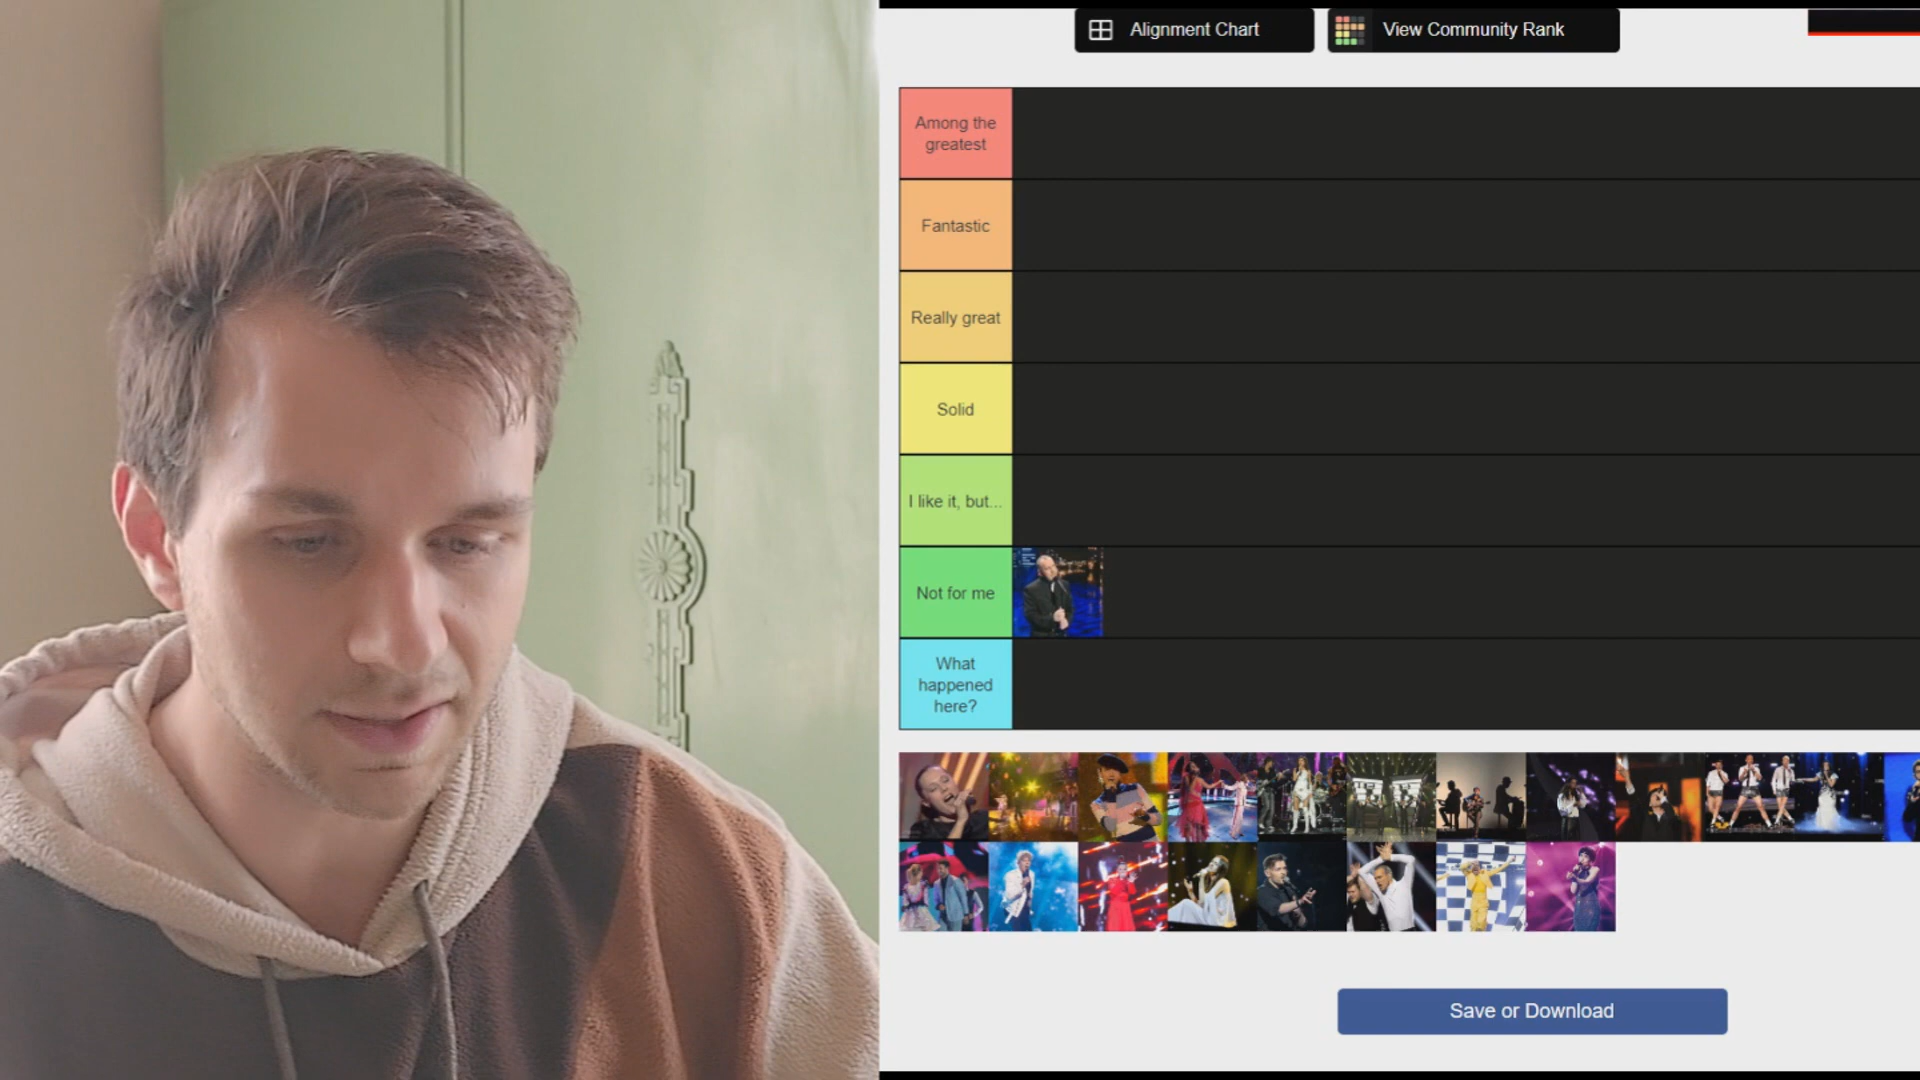 Alignment Chart
View Community Rank
Among the
greatest
Fantastic
Really great
Solid
I like it, but...
Not for me
What
happened
here?
Save or Download